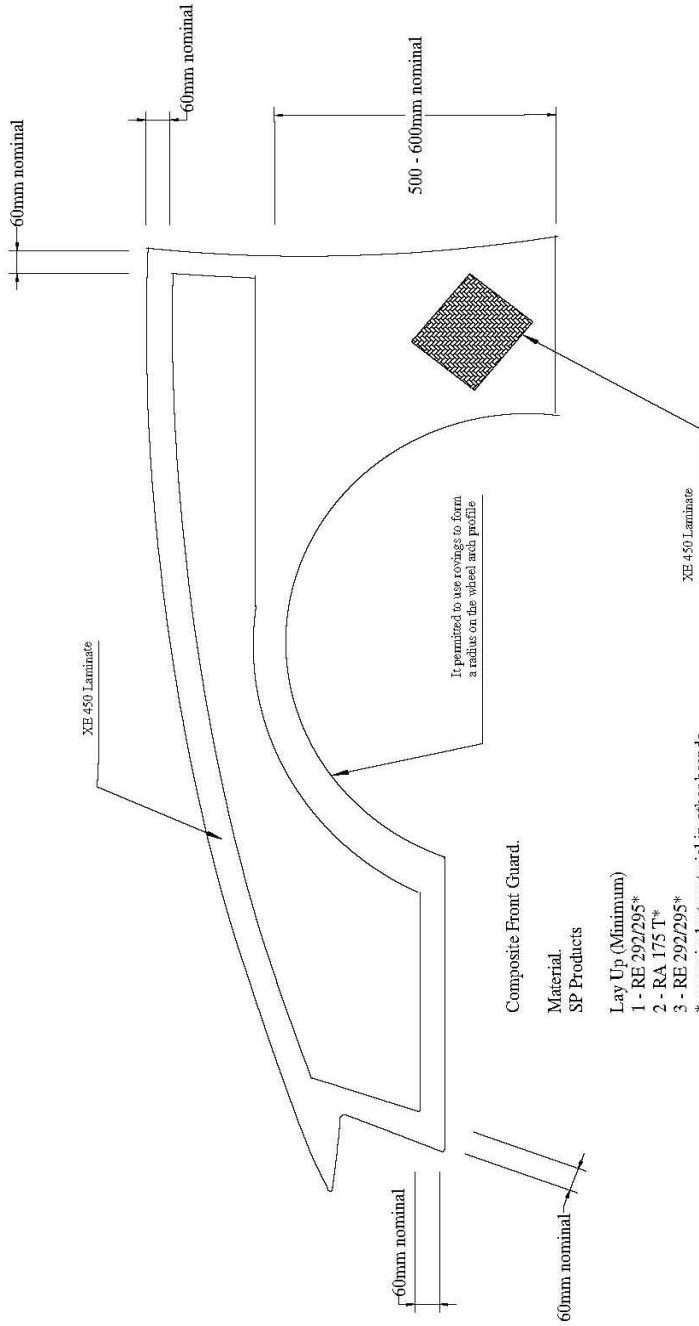 60mm nominal
60mm nominal
500 - 600mm nominal
XE 450 Laminate
It permitted to use rovings to form
a radius on the wheel arch profile
XE 450 Laminate
60mm nominal
60mm nominal
Composite Front Guard.
Material.
SP Products
Lay Up (Minimum)
1 - RE 292/295*
2 - RA 175 T*
3 - RE 292/295*